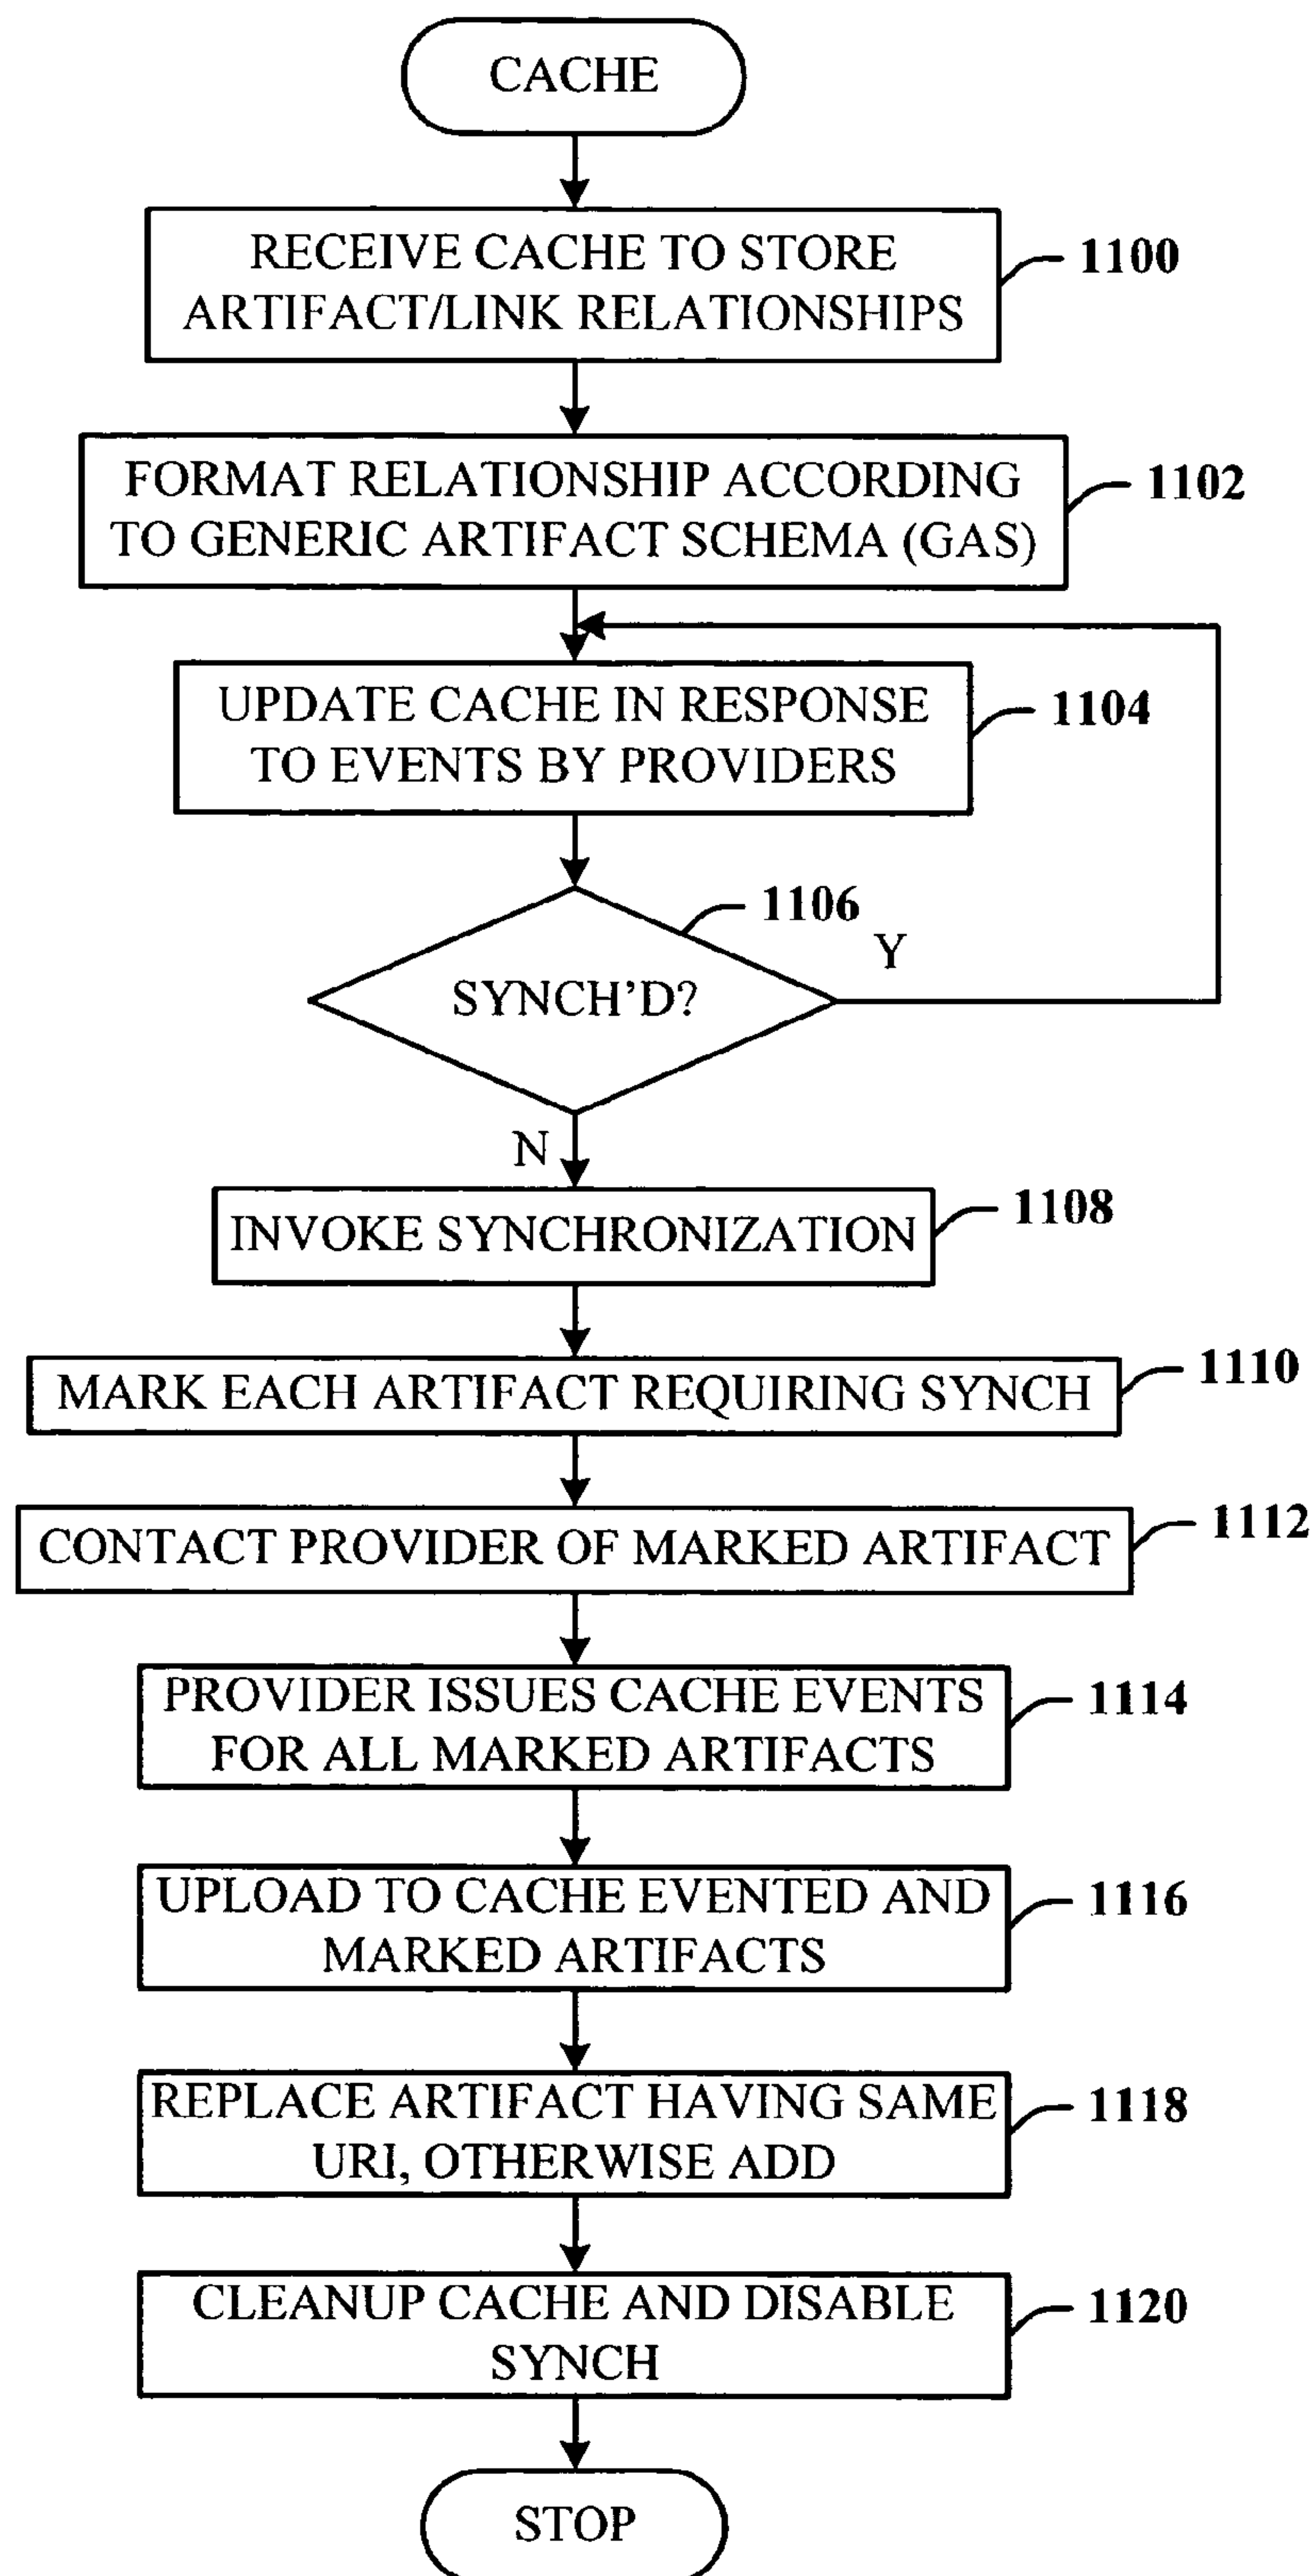 CACHE
RECEIVE CACHE TO STORE
ARTIFACT/LINK RELATIONSHIPS
1100
FORMAT RELATIONSHIP ACCORDING
TO GENERIC ARTIFACT SCHEMA (GAS)
1102
UPDATE CACHE IN RESPONSE
TO EVENTS BY PROVIDERS
1104
1106
SYNCH'D?
Y
N
INVOKE SYNCHRONIZATION
1108
MARK EACH ARTIFACT REQUIRING SYNCH
1110
CONTACT PROVIDER OF MARKED ARTIFACT
1112
PROVIDER ISSUES CACHE EVENTS
FOR ALL MARKED ARTIFACTS
1114
UPLOAD TO CACHE EVENTED AND
MARKED ARTIFACTS
1116
REPLACE ARTIFACT HAVING SAME
URI, OTHERWISE ADD
1118
CLEANUP CACHE AND DISABLE
SYNCH
1120
STOP